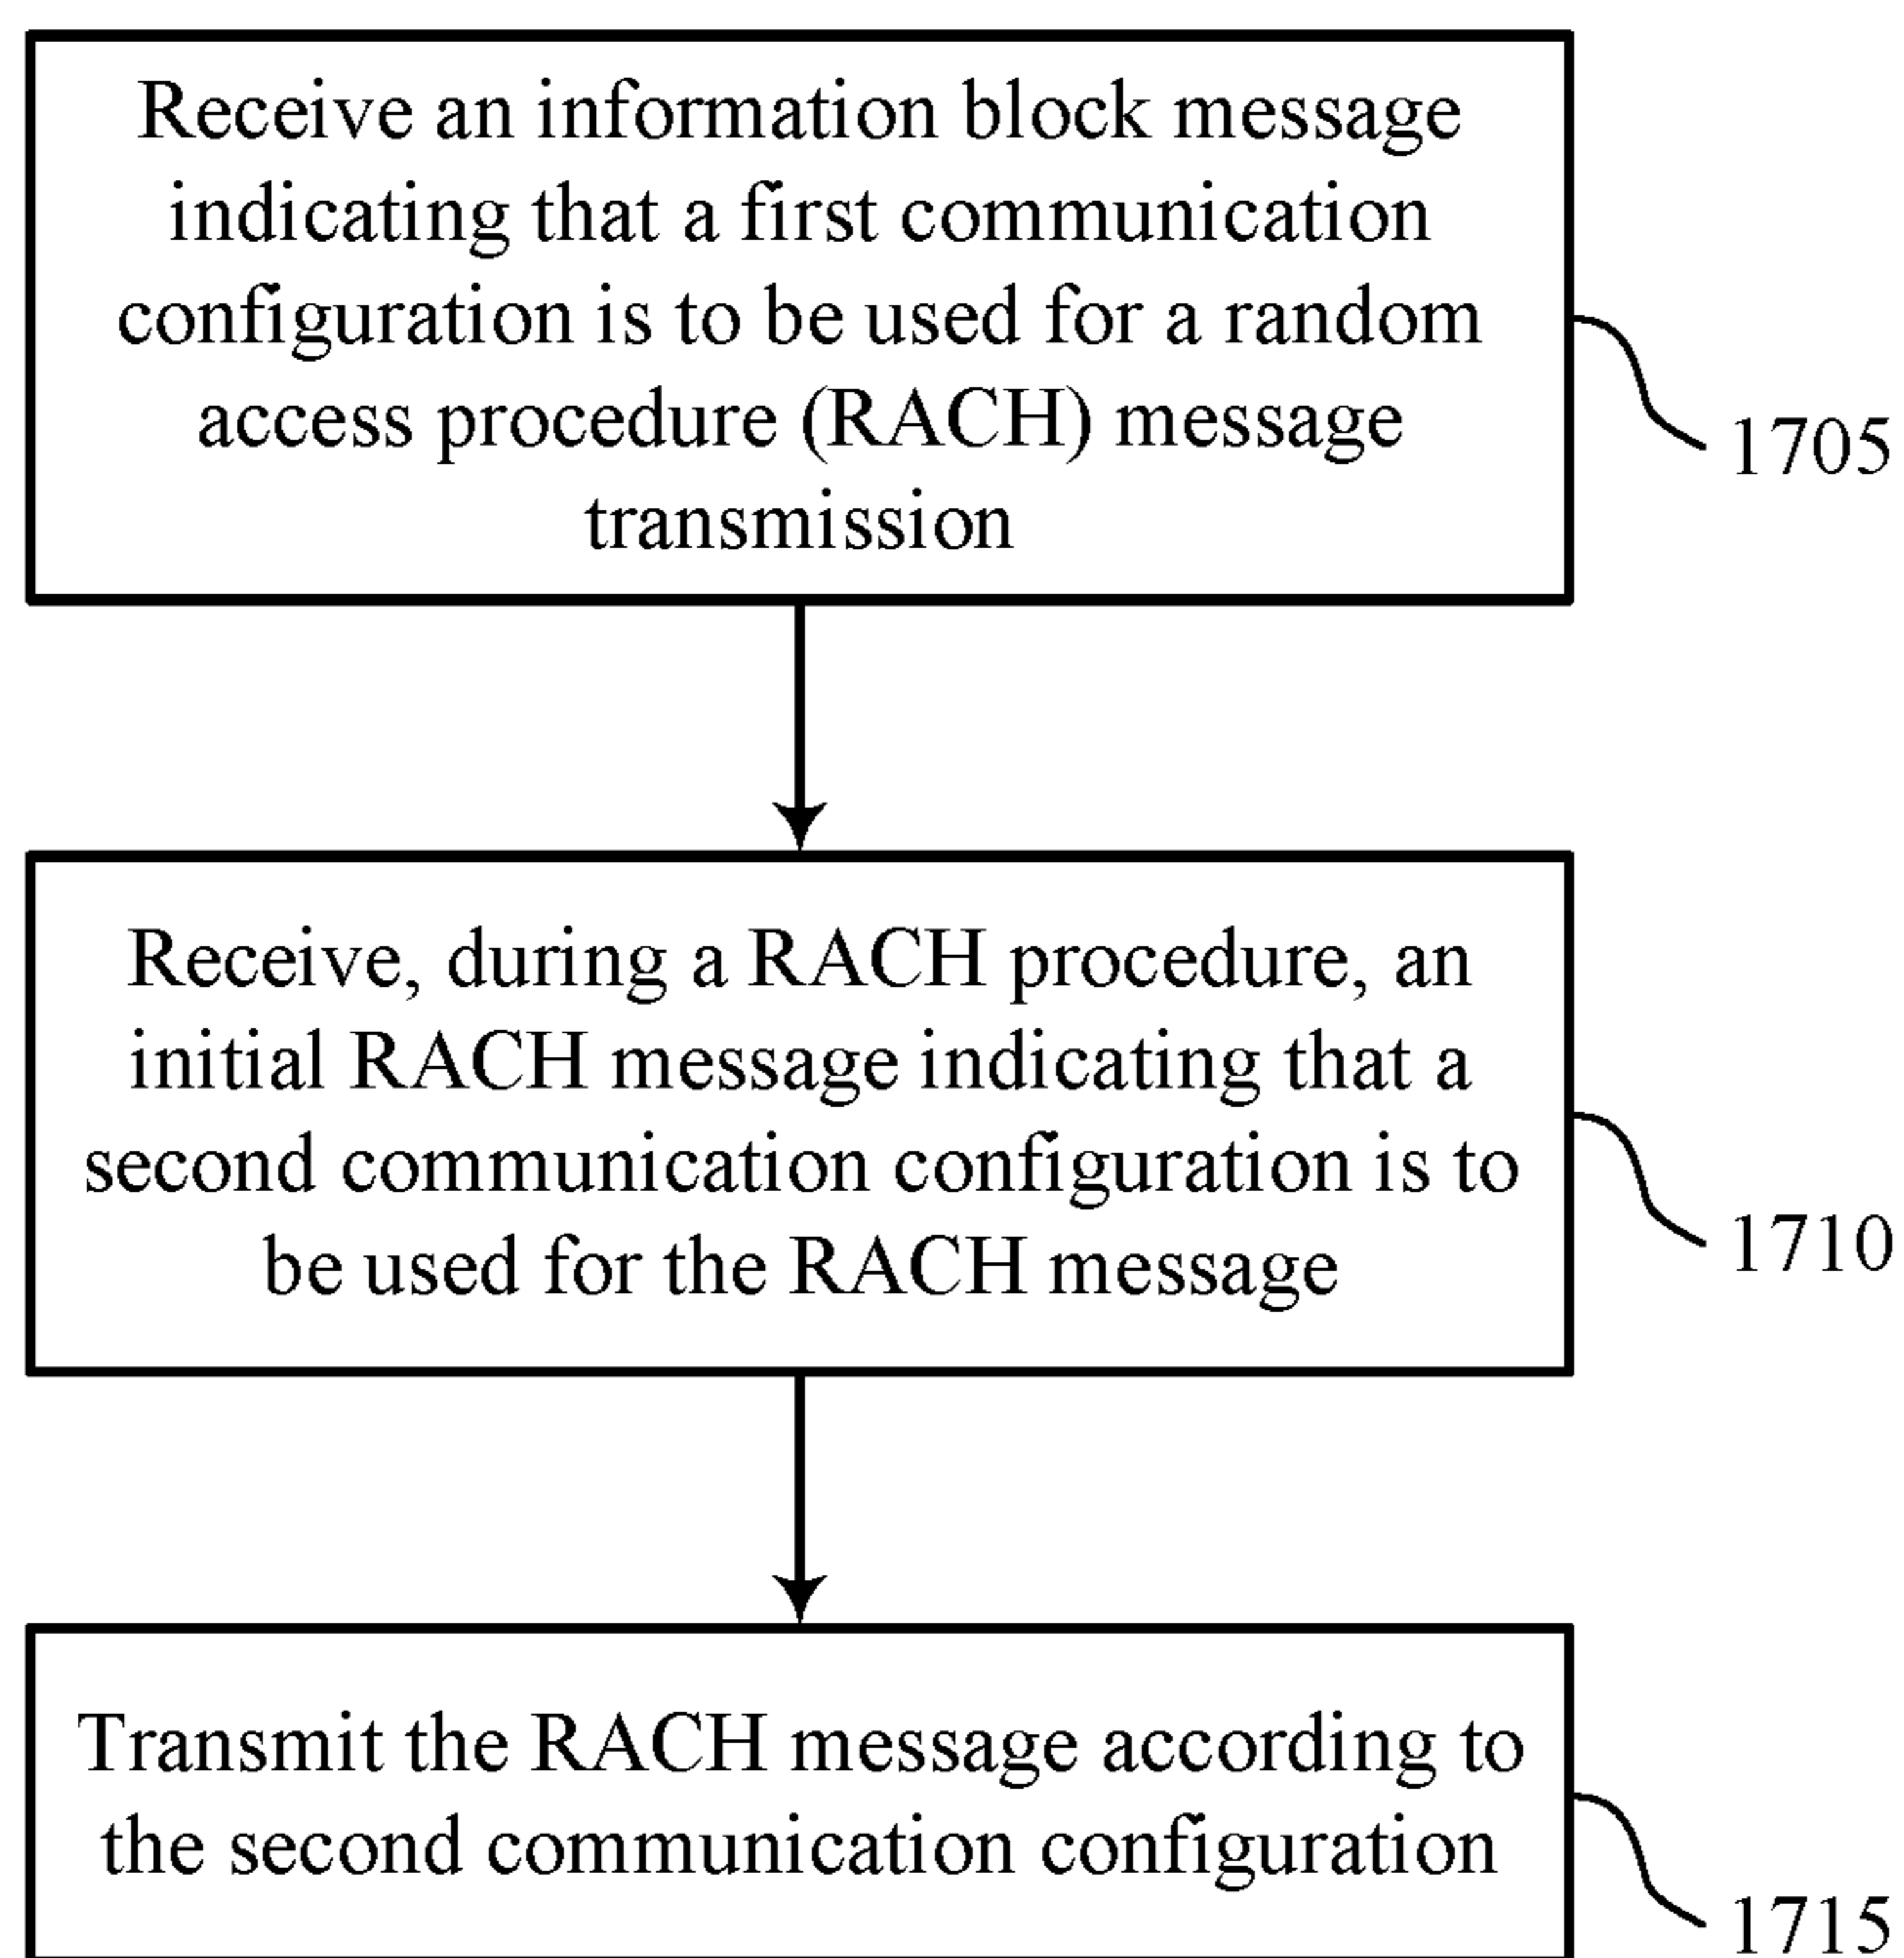 Receive an information block message
indicating that a first communication
configuration is to be used for a random
access procedure (RACH) message
transmission
1705
Receive, during a RACH procedure, an
initial RACH message indicating that a
second communication configuration is to
be used for the RACH message
1710
Transmit the RACH message according to
the second communication configuration
1715